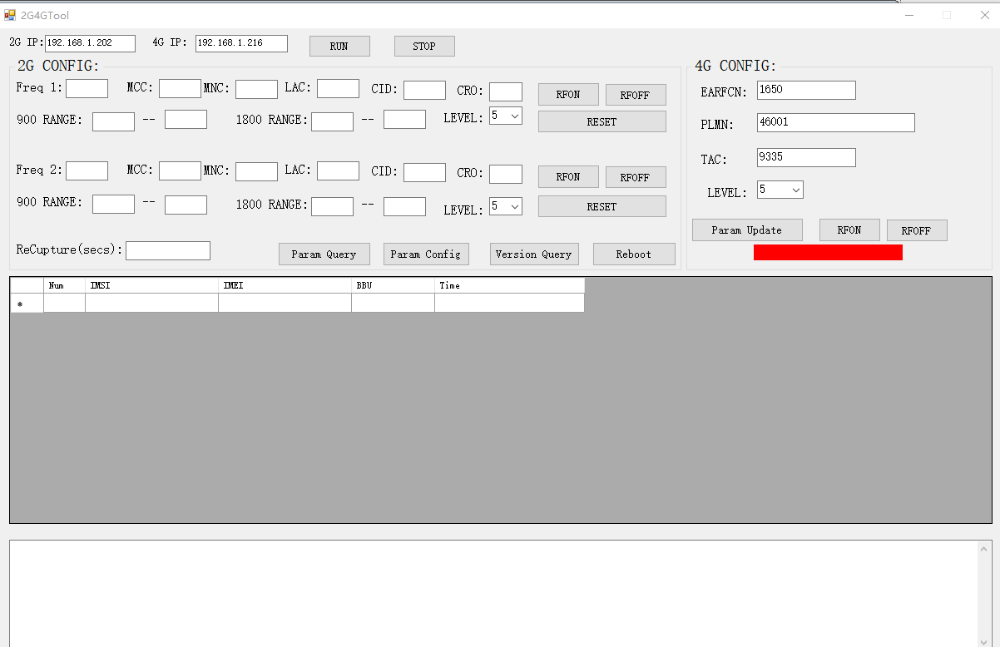 2G4GTool
2G IP: 192.168.1.202 4G IP: 192.168.1.216 RUN STOP
2G CONFIG:
Freq 1: MCC: MNC: LAC: CID: CRO: RFON RFOFF
900 RANGE: -- 1800 RANGE: -- LEVEL: 5 RESET
Freq 2: MCC: MNC: LAC: CID: CRO: RFON RFOFF
900 RANGE: -- 1800 RANGE: -- LEVEL: 5 RESET
ReCupture(secs): Param Query Param Config Version Query Reboot
4G CONFIG:
EARFCN: 1650
PLMN: 46001
TAC: 9335
LEVEL: 5
Param Update RFON RFOFF
Num IMSI IMEI BBU Time
*